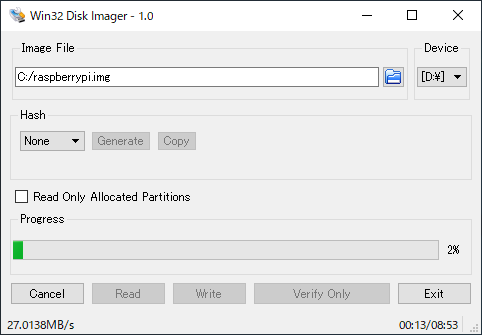 Win32 Disk Imager - 1.0
Image File
Device
C:/raspberrypi.img
[D:¥]
Hash
None
Generate
Copy
Read Only Allocated Partitions
Progress
2%
Cancel
Read
Write
Verify Only
Exit
27.0138MB/s
00:13/08:53